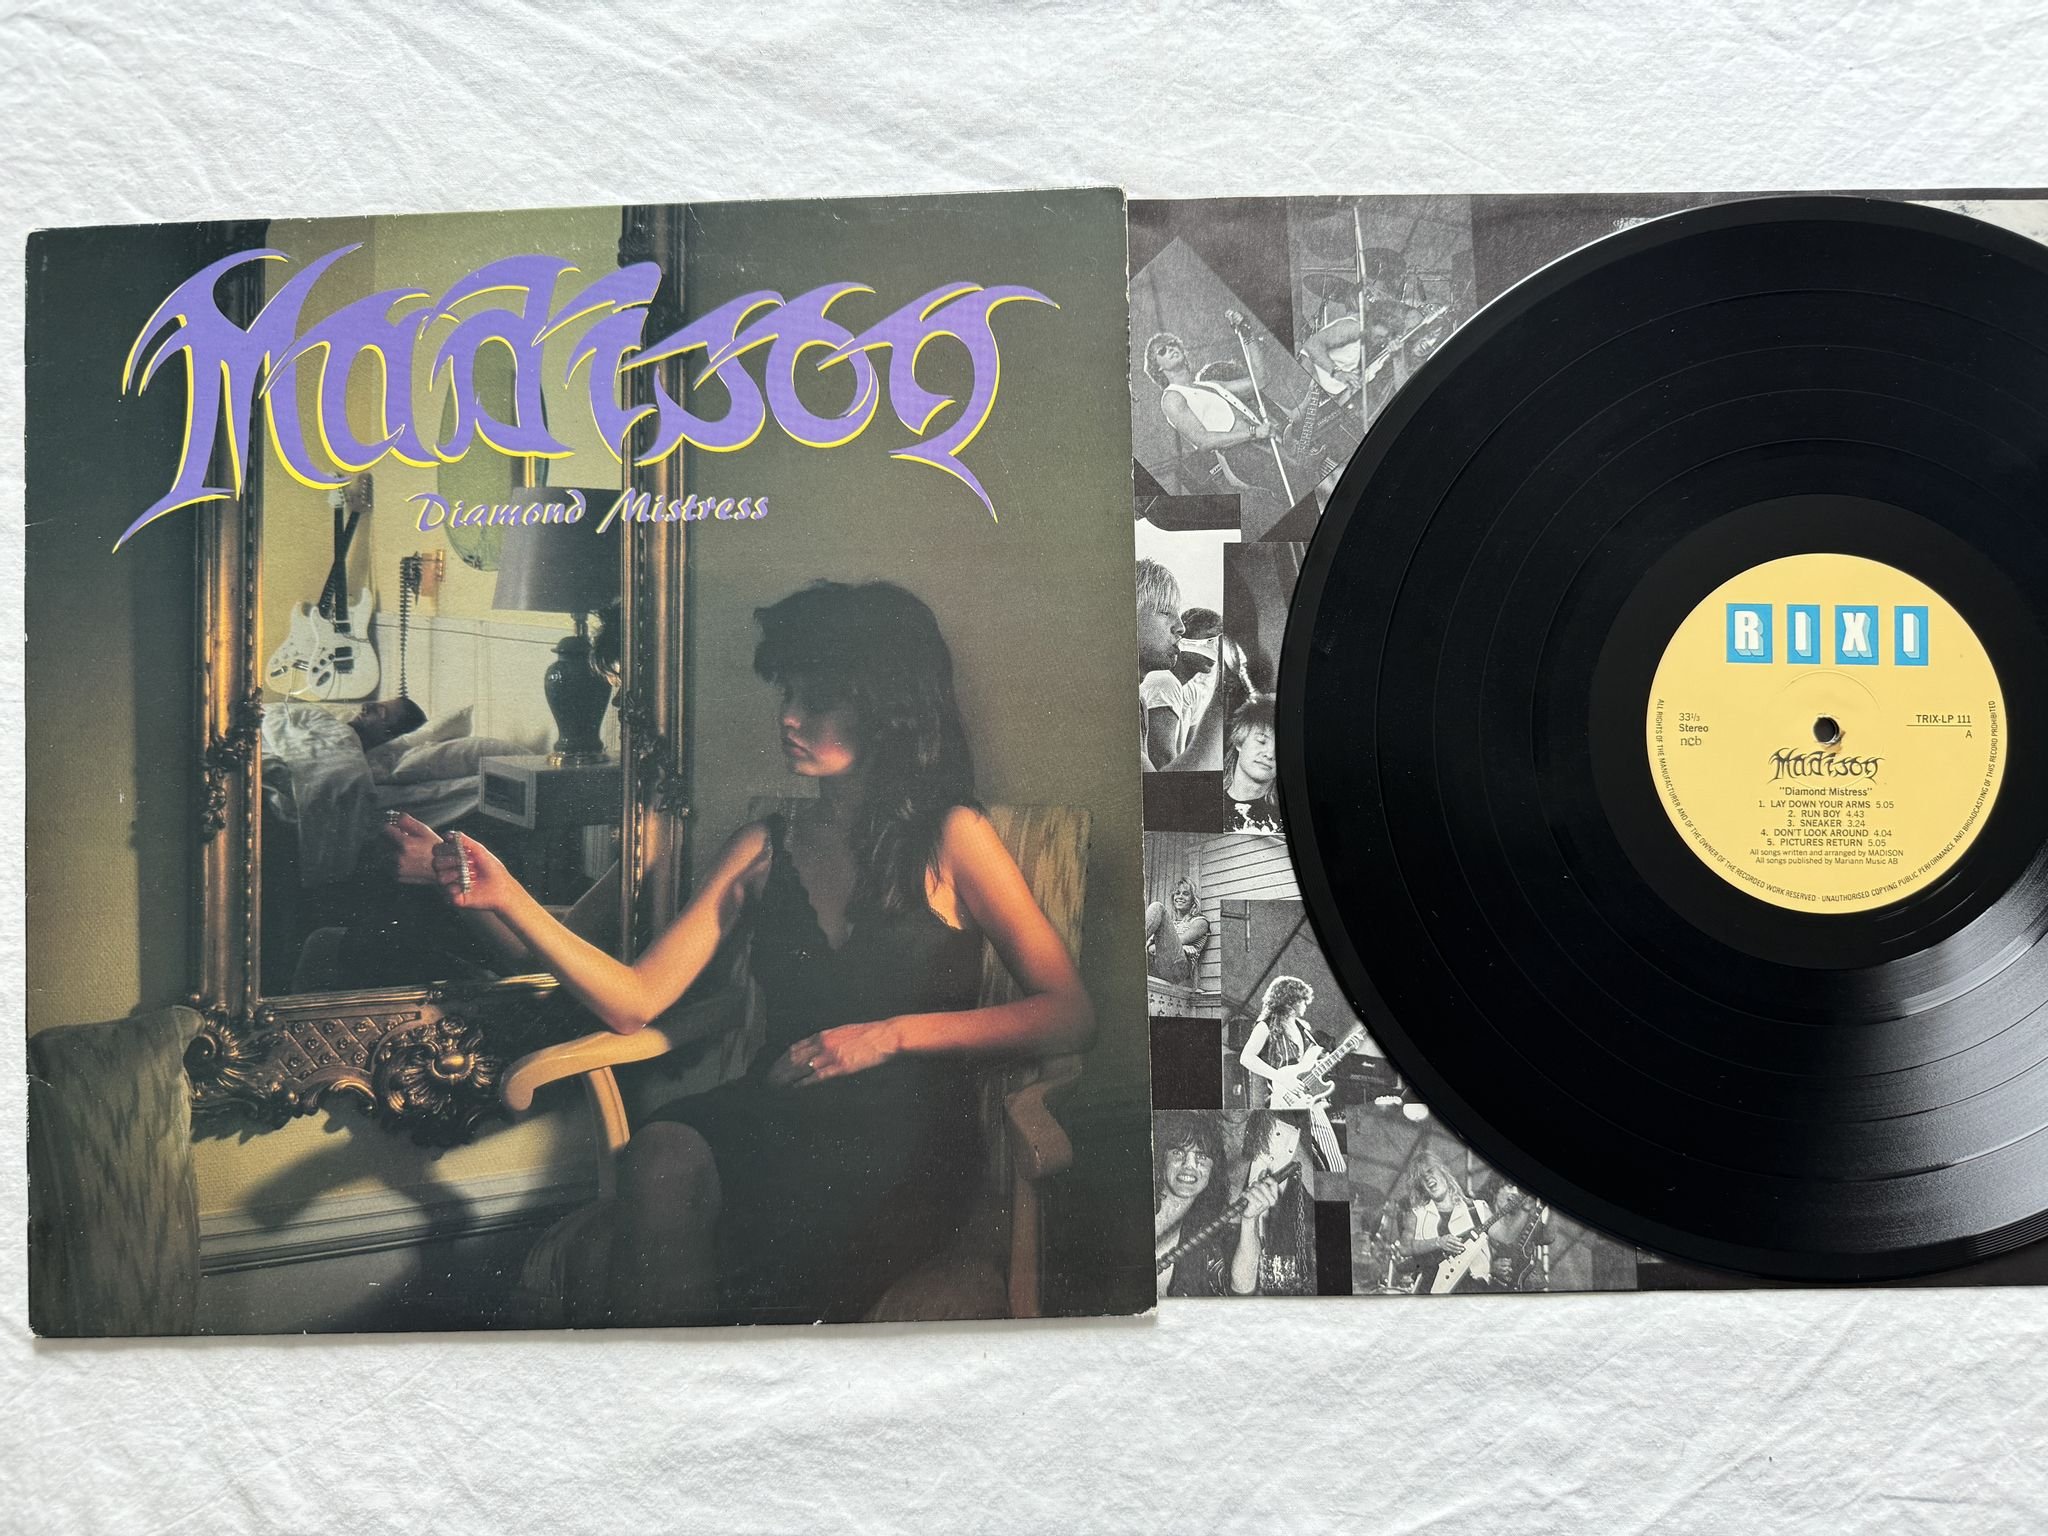 Madison
Diamond Mistress
RIXI
33 1/3
Stereo
ncb
TRIX-LP 111
A
Madison
"Diamond Mistress"
1. LAY DOWN YOUR ARMS 5.05
2. RUN BOY 4.43
3. SNEAKER 3.24
4. DON'T LOOK AROUND 4.04
5. PICTURES RETURN 5.05
All songs written and arranged by MADISON
All songs published by Mariann Music AB
ALL RIGHTS OF THE MANUFACTURER AND OF THE OWNER OF THE RECORDED WORK RESERVED · UNAUTHORISED COPYING PUBLIC PERFORMANCE AND BROADCASTING OF THIS RECORD PROHIBITED